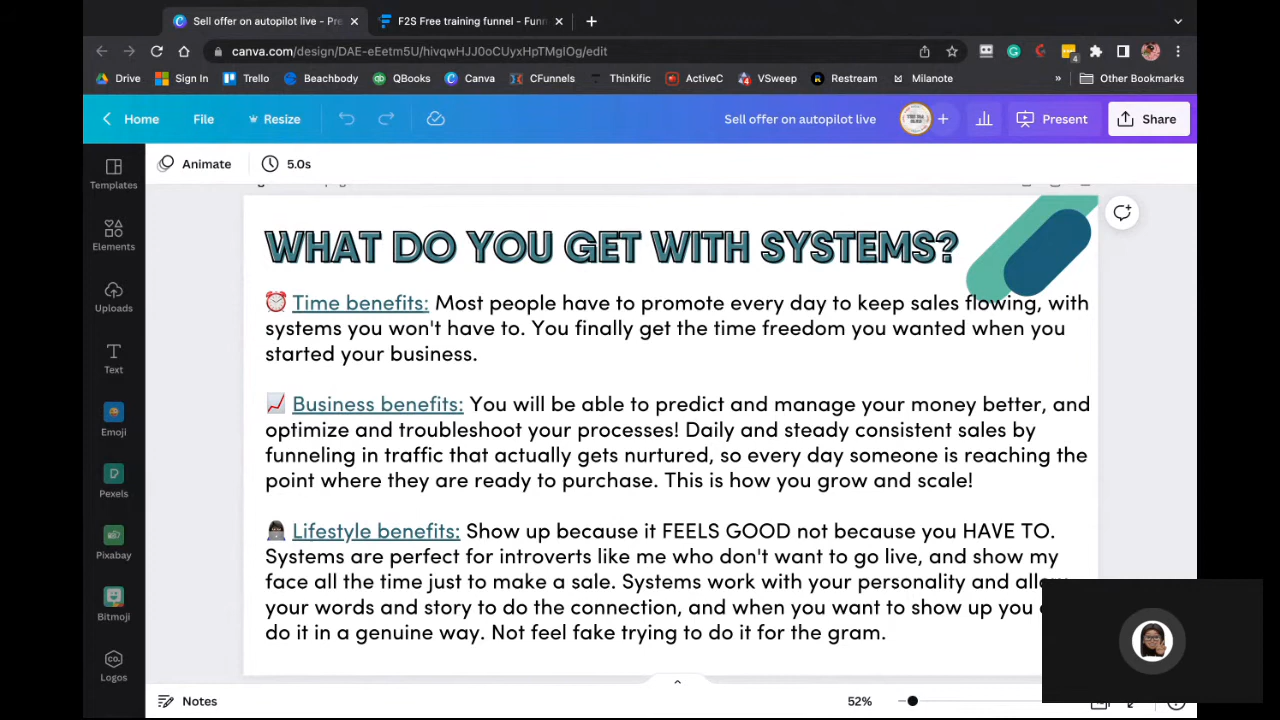 Sell offer on autopilot live - Pre
F2S Free training funnel - Funn
canva.com/design/DAE-eEetm5U/hivqwHJJ0oCUyxHpTMgIOg/edit
4
Drive Sign In Trello Beachbody QBooks Canva CFunnels Thinkific ActiveC VSweep Restream Milanote » Other Bookmarks
Home File Resize Sell offer on autopilot live Present Share
Animate 5.0s
Templates
Elements
Uploads
Text
Emoji
Pexels
Pixabay
Bitmoji
CO.
Logos
WHAT DO YOU GET WITH SYSTEMS?
Time benefits: Most people have to promote every day to keep sales flowing, with
systems you won't have to. You finally get the time freedom you wanted when you
started your business.
Business benefits: You will be able to predict and manage your money better, and
optimize and troubleshoot your processes! Daily and steady consistent sales by
funneling in traffic that actually gets nurtured, so every day someone is reaching the
point where they are ready to purchase. This is how you grow and scale!
Lifestyle benefits: Show up because it FEELS GOOD not because you HAVE TO.
Systems are perfect for introverts like me who don't want to go live, and show my
face all the time just to make a sale. Systems work with your personality and allow
your words and story to do the connection, and when you want to show up you
do it in a genuine way. Not feel fake trying to do it for the gram.
Notes 52%